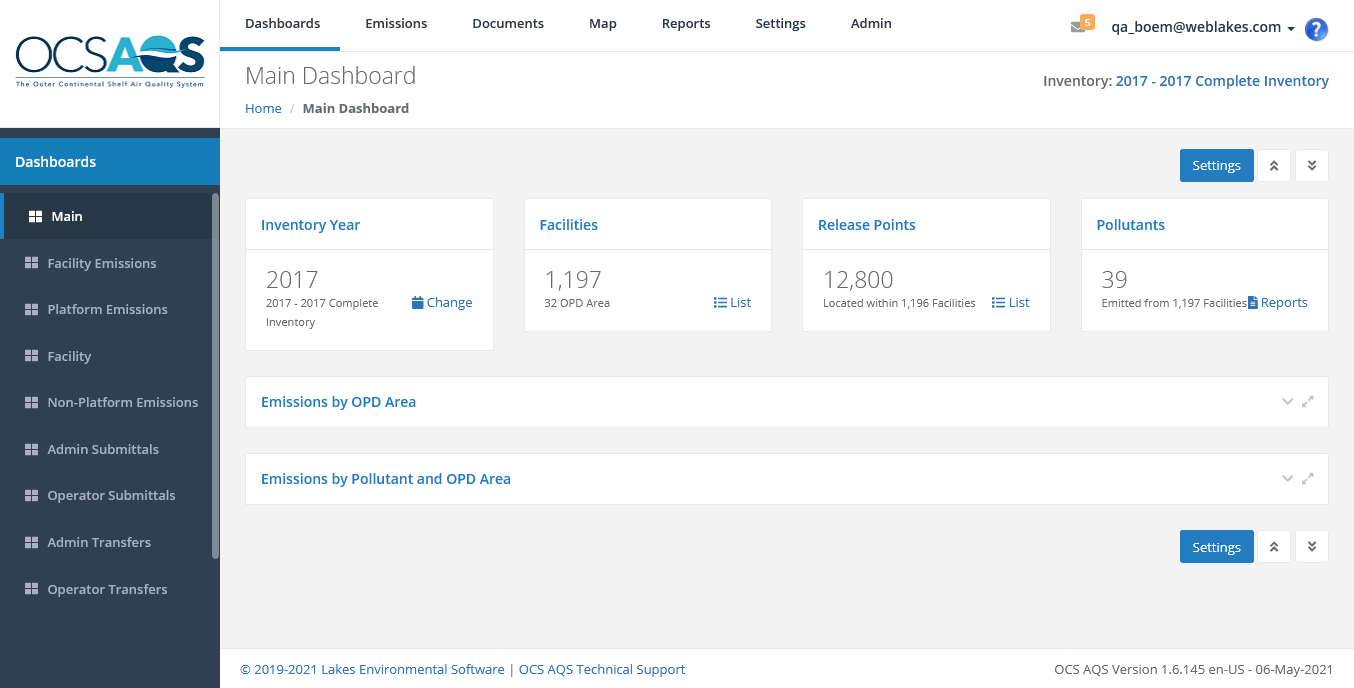 OCSAQS
The Outer Continental Shelf Air Quality System
Dashboards Emissions Documents Map Reports Settings Admin
5 qa_boem@weblakes.com ?
Main Dashboard
Inventory: 2017 - 2017 Complete Inventory
Home / Main Dashboard
Dashboards
Main
Facility Emissions
Platform Emissions
Facility
Non-Platform Emissions
Admin Submittals
Operator Submittals
Admin Transfers
Operator Transfers
Settings
Inventory Year
2017
2017 - 2017 Complete
Inventory
Change
Facilities
1,197
32 OPD Area
List
Release Points
12,800
Located within 1,196 Facilities
List
Pollutants
39
Emitted from 1,197 Facilities
Reports
Emissions by OPD Area
Emissions by Pollutant and OPD Area
Settings
© 2019-2021 Lakes Environmental Software | OCS AQS Technical Support
OCS AQS Version 1.6.145 en-US - 06-May-2021